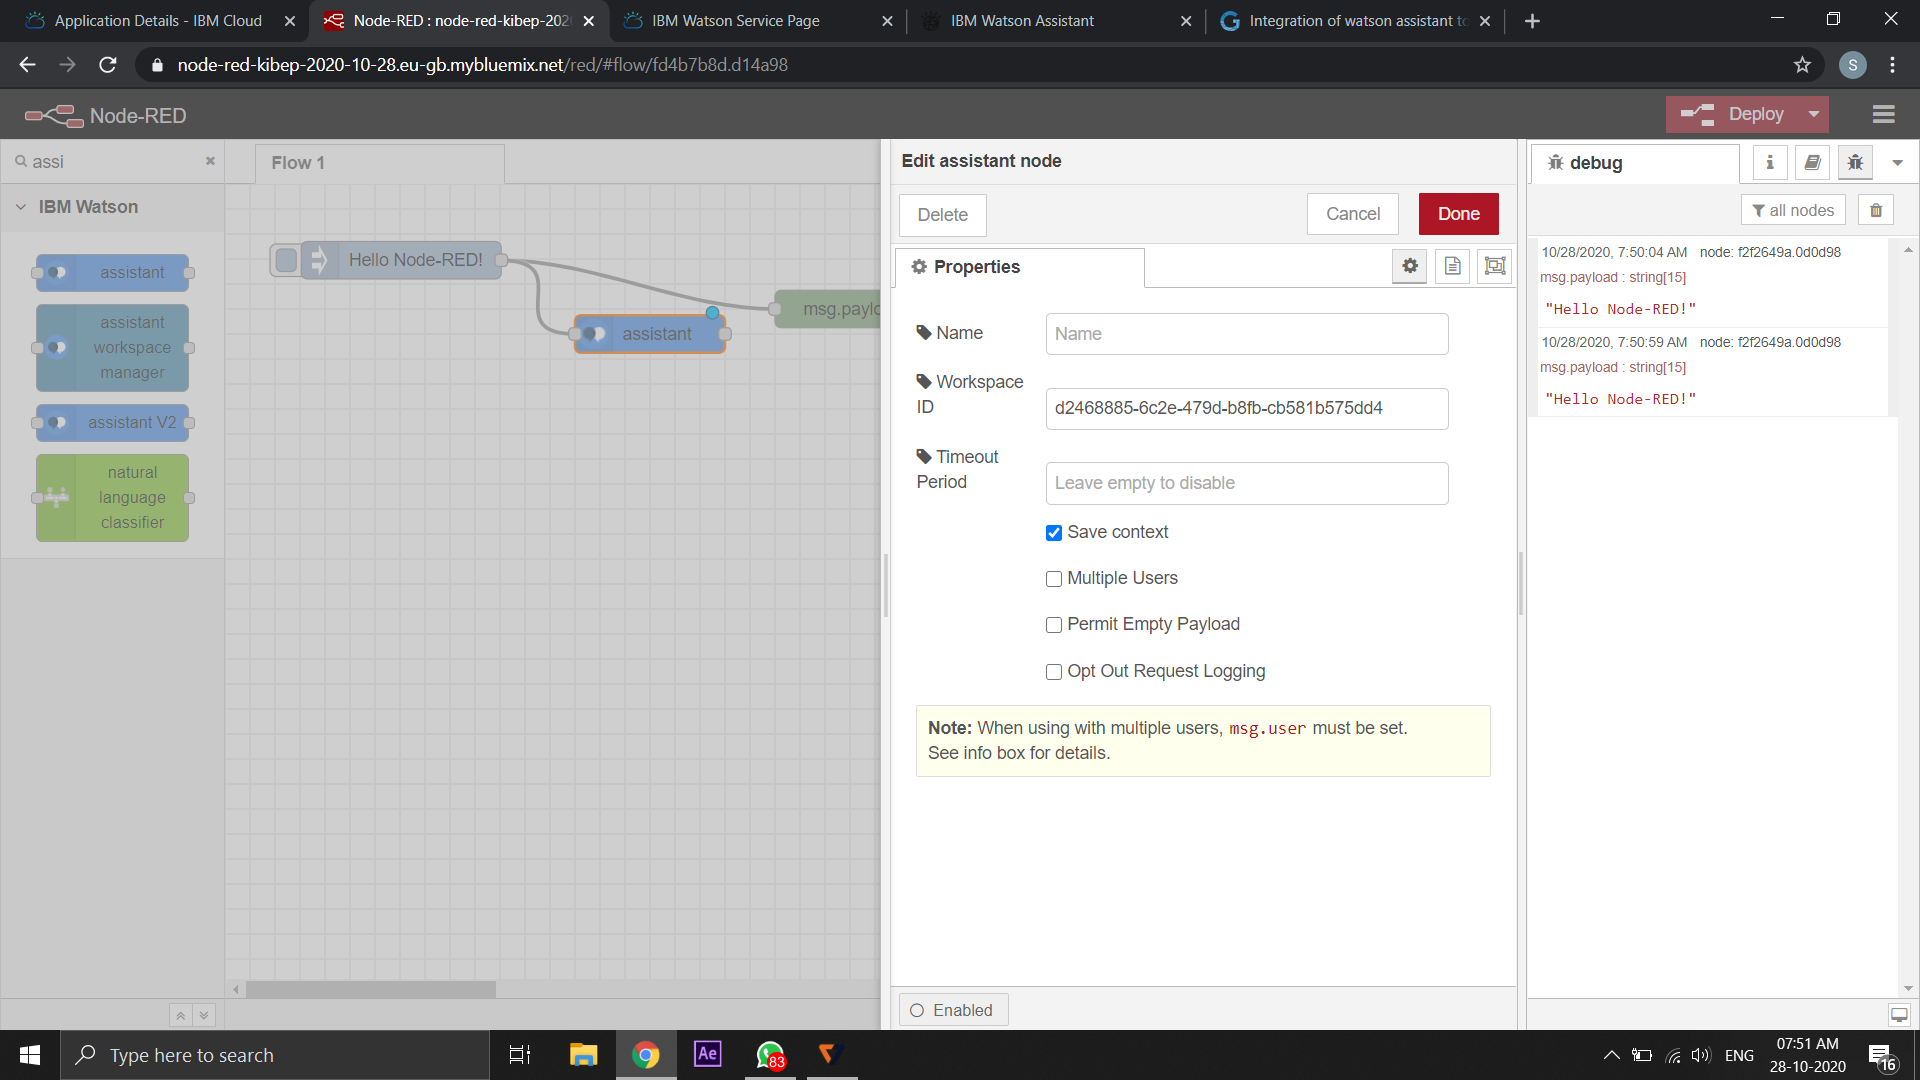 Application Details - IBM Cloud
Node-RED : node-red-kibep-202
IBM Watson Service Page
IBM Watson Assistant
Integration of watson assistant to
node-red-kibep-2020-10-28.eu-gb.mybluemix.net/red/#flow/fd4b7b8d.d14a98
S
Node-RED
Deploy
assi
Flow 1
Edit assistant node
debug
IBM Watson
Delete
Cancel
Done
all nodes
assistant
assistant
workspace
manager
assistant V2
natural
language
classifier
Hello Node-RED!
assistant
msg.paylo
Properties
Name
Name
Workspace
ID
d2468885-6c2e-479d-b8fb-cb581b575dd4
Timeout
Period
Leave empty to disable
Save context
Multiple Users
Permit Empty Payload
Opt Out Request Logging
Note: When using with multiple users, msg.user must be set.
See info box for details.
Enabled
10/28/2020, 7:50:04 AM node: f2f2649a.0d0d98
msg.payload : string[15]
"Hello Node-RED!"
10/28/2020, 7:50:59 AM node: f2f2649a.0d0d98
msg.payload : string[15]
"Hello Node-RED!"
Type here to search
Ae
83
ENG
07:51 AM
28-10-2020
16